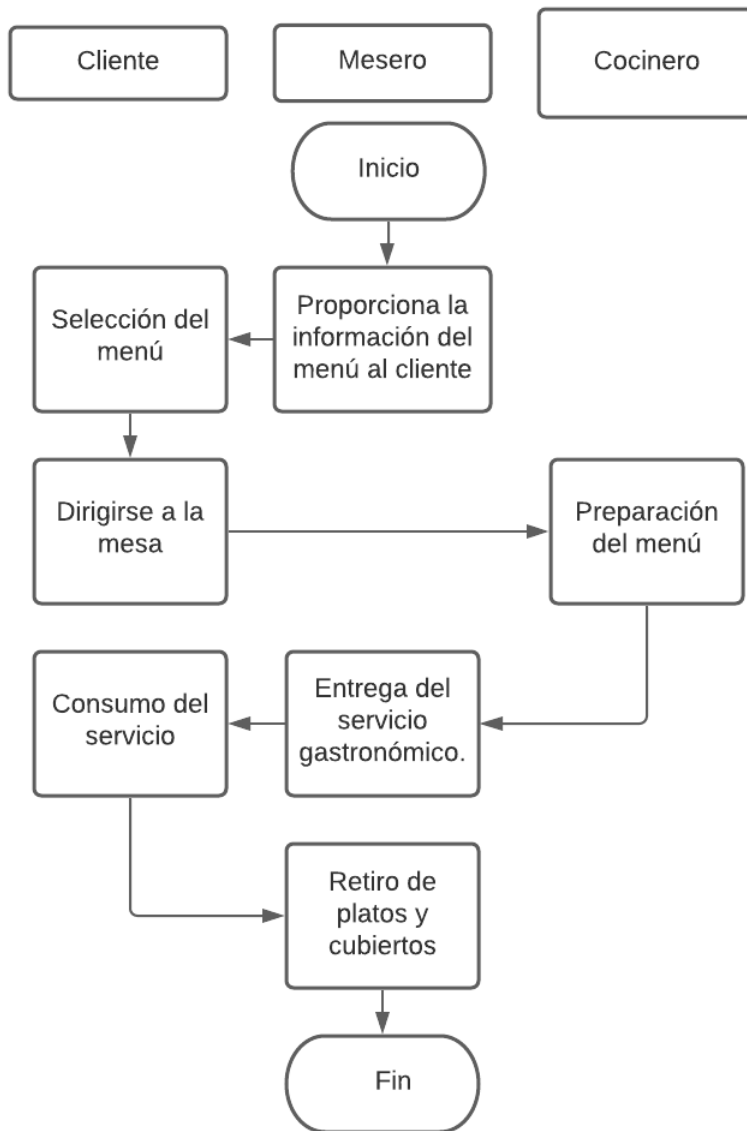 Cliente
Mesero
Cocinero
Inicio
Proporciona la
información del
menú al cliente
Selección del
menú
Dirigirse a la
mesa
Preparación
del menú
Entrega del
servicio
gastronómico.
Consumo del
servicio
Retiro de
platos y
cubiertos
Fin